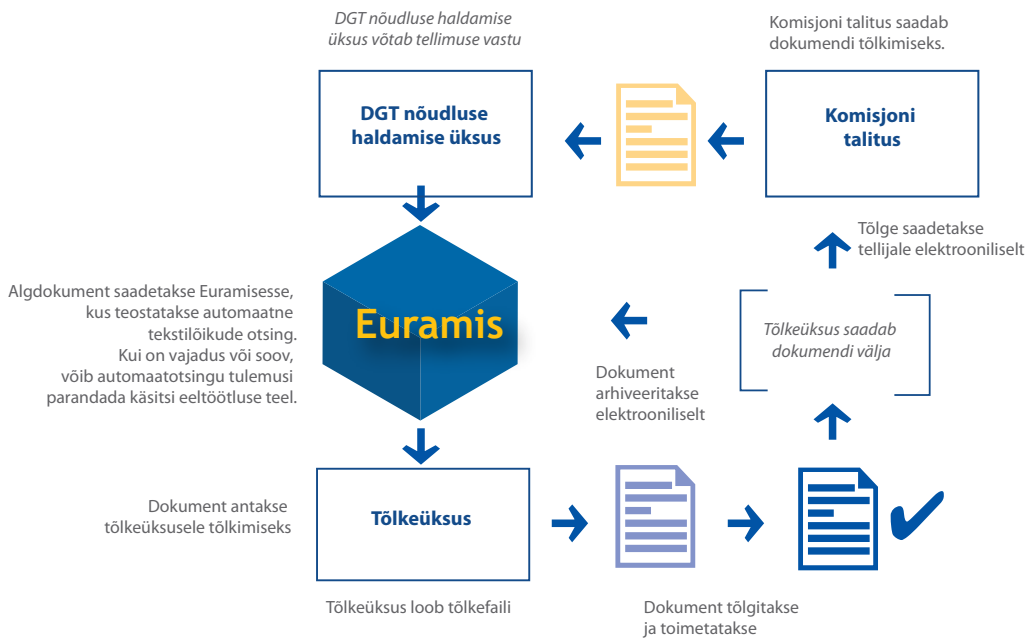 DGT nõudluse haldamise
üksus võtab tellimuse vastu
Komisjoni talitus saadab
dokumendi tõlkimiseks.
DGT nõudluse
haldamise üksus
Komisjoni
talitus
Tõlge saadetakse
tellijale elektrooniliselt
Algdokument saadetakse Euramisesse,
kus teostatakse automaatne
tekstilõikude otsing.
Kui on vajadus või soov,
võib automaatotsingu tulemusi
parandada käsitsi eeltöötluse teel.
Euramis
Tõlkeüksus saadab
dokumendi välja
Dokument
arhiveeritakse
elektrooniliselt
Dokument antakse
tõlkeüksusele tõlkimiseks
Tõlkeüksus
Tõlkeüksus loob tõlkefaili
Dokument tõlgitakse
ja toimetatakse